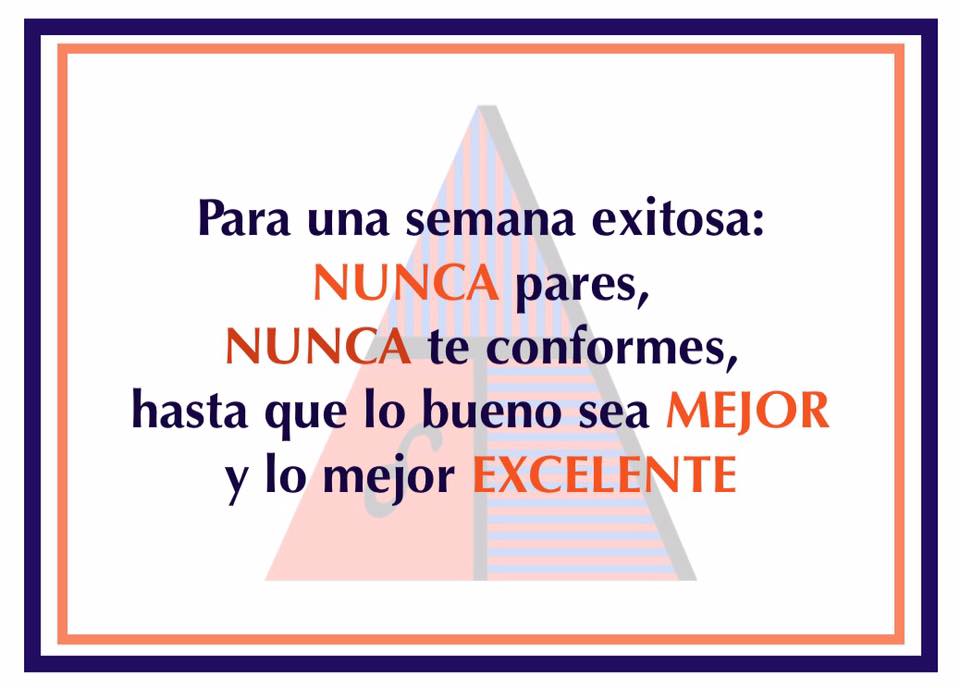 Para una semana exitosa:
NUNCA pares,
NUNCA te conformes,
hasta que lo bueno sea MEJOR
y lo mejor EXCELENTE